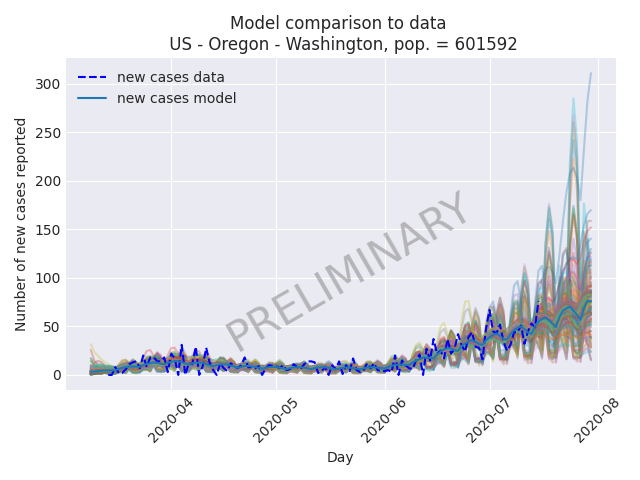 Model comparison to data
US - Oregon - Washington, pop. = 601592
new cases data
new cases model
PRELIMINARY
Number of new cases reported
300
250
200
150
100
50
0
2020-04
2020-05
2020-06
2020-07
2020-08
Day